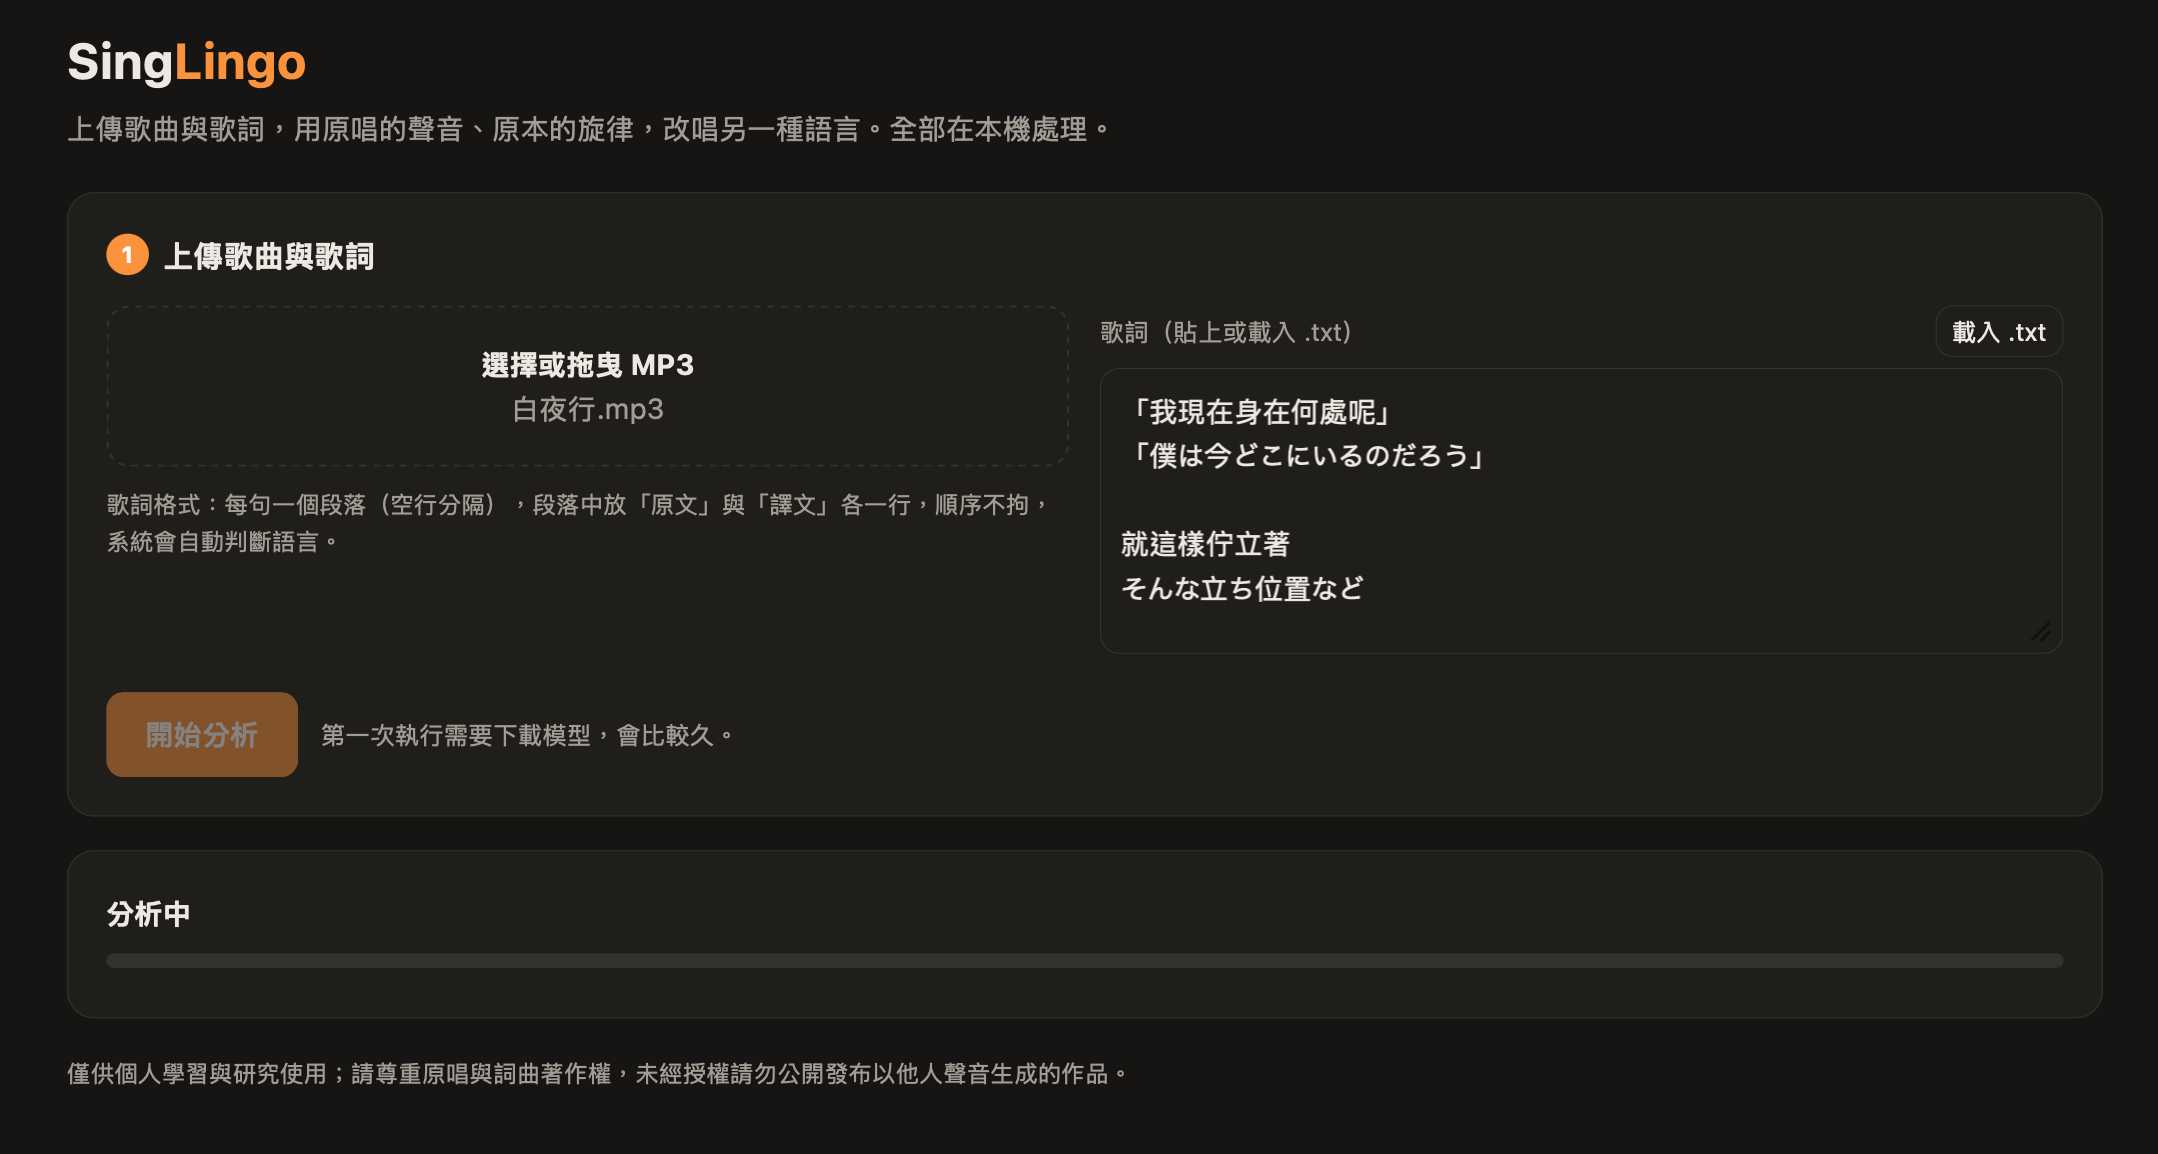 SingLingo
上傳歌曲與歌詞，用原唱的聲音、原本的旋律，改唱另一種語言。全部在本機處理。
1 上傳歌曲與歌詞
選擇或拖曳 MP3
白夜行.mp3
歌詞格式：每句一個段落（空行分隔），段落中放「原文」與「譯文」各一行，順序不拘，
系統會自動判斷語言。
歌詞（貼上或載入 .txt）
載入 .txt
「我現在身在何處呢」
「僕は今どこにいるのだろう」
就這樣佇立著
そんな立ち位置など
開始分析
第一次執行需要下載模型，會比較久。
分析中
僅供個人學習與研究使用；請尊重原唱與詞曲著作權，未經授權請勿公開發布以他人聲音生成的作品。